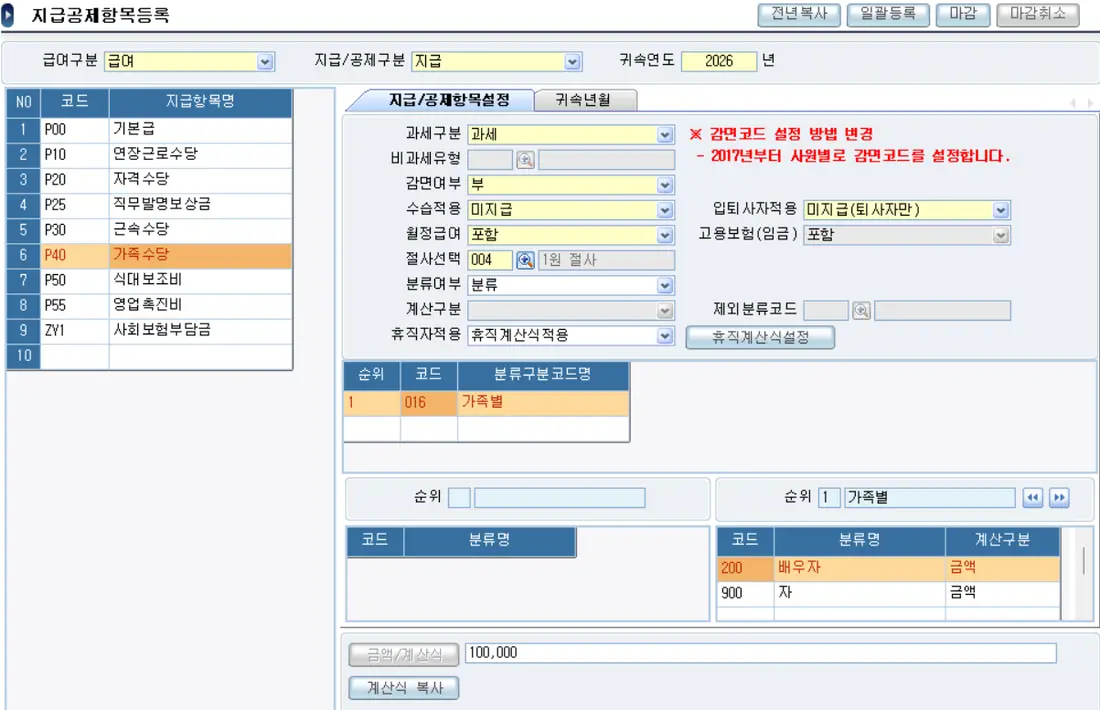 지급공제항목등록
전년복사 일괄등록 마감 마감취소
급여구분 급여 지급/공제구분 지급 귀속연도 2026 년
NO 코드 지급항목명
1 P00 기본급
2 P10 연장근로수당
3 P20 자격수당
4 P25 직무발명보상금
5 P30 근속수당
6 P40 가족수당
7 P50 식대보조비
8 P55 영업촉진비
9 ZY1 사회보험부담금
10
지급/공제항목설정 귀속년월
과세구분 과세 ※ 감면코드 설정 방법 변경
비과세유형 - 2017년부터 사원별로 감면코드를 설정합니다.
감면여부 부
수습적용 미지급 입퇴사자적용 미지급(퇴사자만)
월정급여 포함 고용보험(임금) 포함
절사선택 004 1원 절사
분류여부 분류
계산구분 제외분류코드
휴직자적용 휴직계산식적용 휴직계산식설정
순위 코드 분류구분코드명
1 016 가족별
순위
순위 1 가족별
코드 분류명
코드 분류명 계산구분
200 배우자 금액
900 자 금액
금액/계산식 100,000
계산식 복사